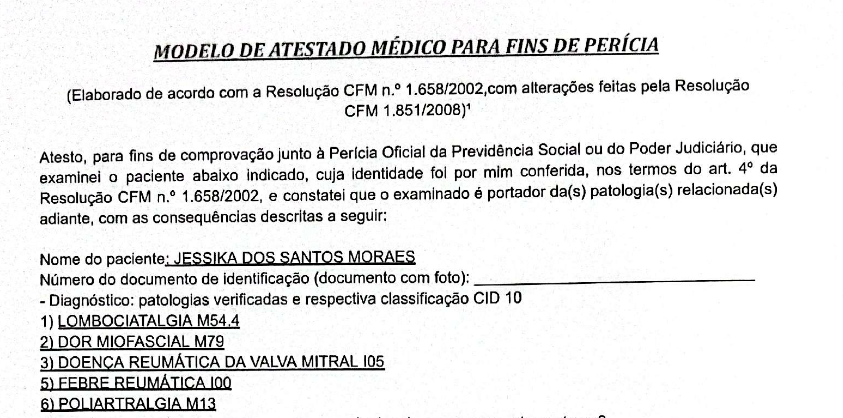 MODELO DE ATESTADO MÉDICO PARA FINS DE PERÍCIA
(Elaborado de acordo com a Resolução CFM n.º 1.658/2002,com alterações feitas pela Resolução
CFM 1.851/2008)¹
Atesto, para fins de comprovação junto à Perícia Oficial da Previdência Social ou do Poder Judiciário, que
examinei o paciente abaixo indicado, cuja identidade foi por mim conferida, nos termos do art. 4º da
Resolução CFM n.º 1.658/2002, e constatei que o examinado é portador da(s) patologia(s) relacionada(s)
adiante, com as consequências descritas a seguir:
Nome do paciente: JESSIKA DOS SANTOS MORAES
Número do documento de identificação (documento com foto):
- Diagnóstico: patologias verificadas e respectiva classificação CID 10
1) LOMBOCIATALGIA M54.4
2) DOR MIOFASCIAL M79
3) DOENÇA REUMÁTICA DA VALVA MITRAL I05
5) FEBRE REUMÁTICA I00
6) POLIARTRALGIA M13